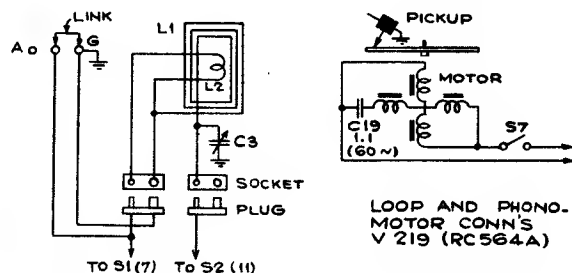 LINK
A
G
L1
L2
C3
SOCKET
PLUG
TO S1 (7)
TO S2 (11)
PICKUP
MOTOR
C19
1.1
(60~)
S7
LOOP AND PHONO-
MOTOR CONN'S
V 219 (RC564A)